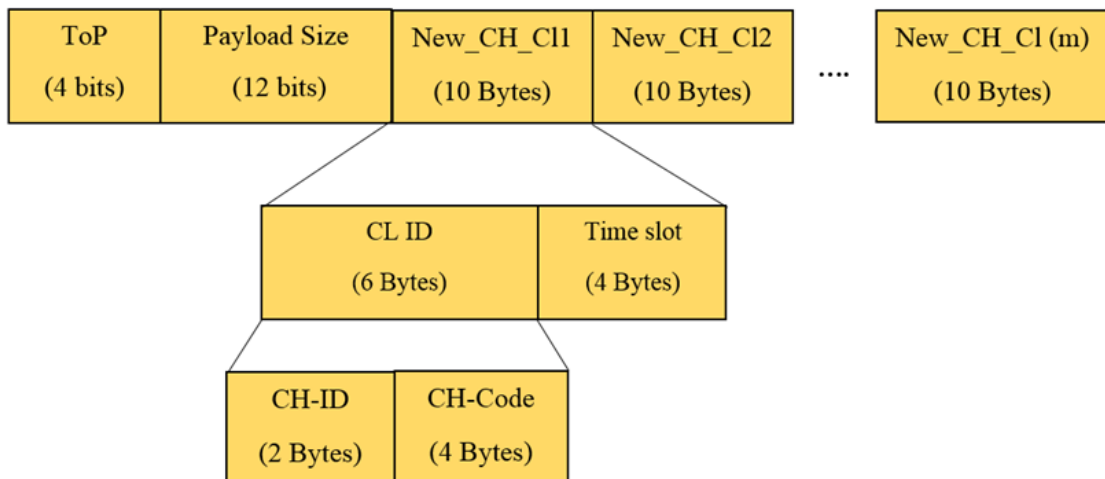 ToP
(4 bits)
Payload Size
(12 bits)
New_CH_Cl1
(10 Bytes)
New_CH_Cl2
(10 Bytes)
....
New_CH_Cl (m)
(10 Bytes)
CL ID
(6 Bytes)
Time slot
(4 Bytes)
CH-ID
(2 Bytes)
CH-Code
(4 Bytes)